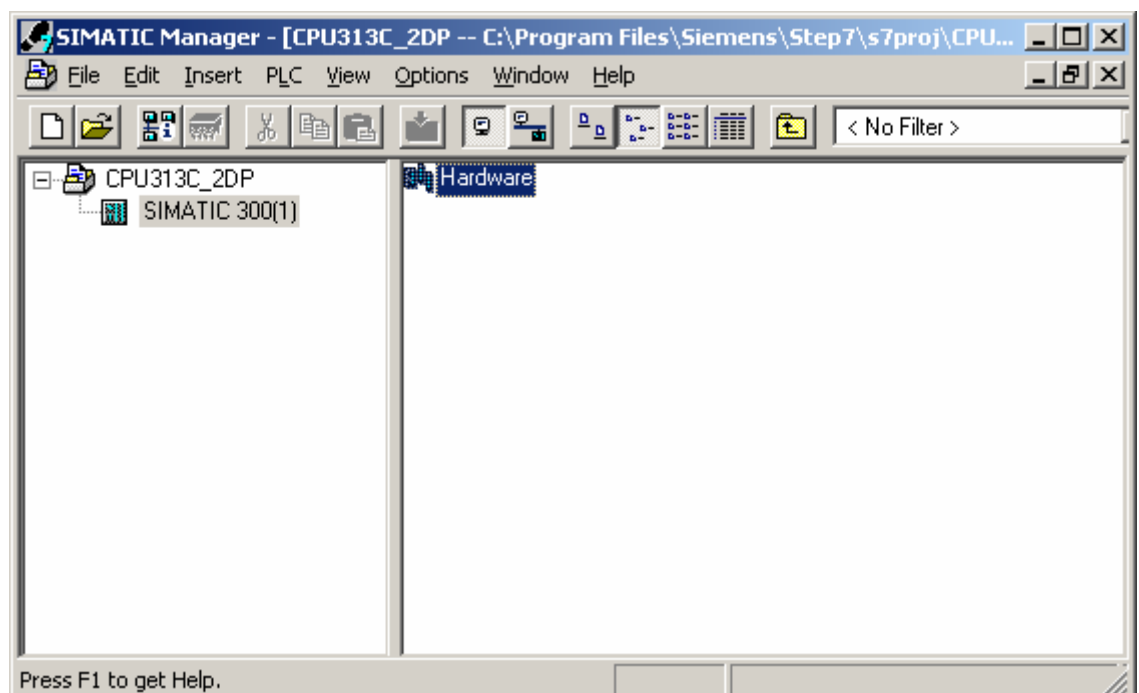 SIMATIC Manager - [CPU313C_2DP -- C:\Program Files\Siemens\Step7\s7proj\CPU...
File Edit Insert PLC View Options Window Help
< No Filter >
CPU313C_2DP
SIMATIC 300(1)
Hardware
Press F1 to get Help.